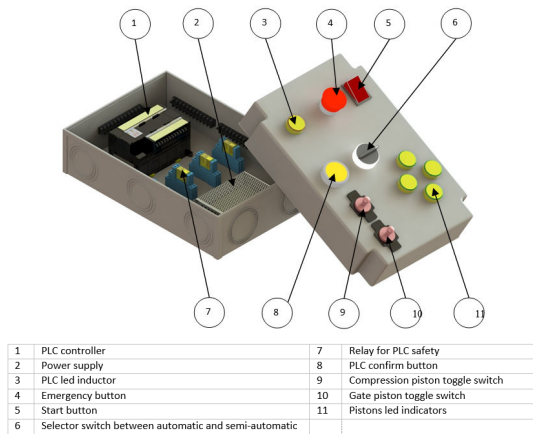 1
2
3
4
5
6
7
8
9
10
11
1 PLC controller 7 Relay for PLC safety
2 Power supply 8 PLC confirm button
3 PLC led inductor 9 Compression piston toggle switch
4 Emergency button 10 Gate piston toggle switch
5 Start button 11 Pistons led indicators
6 Selector switch between automatic and semi-automatic